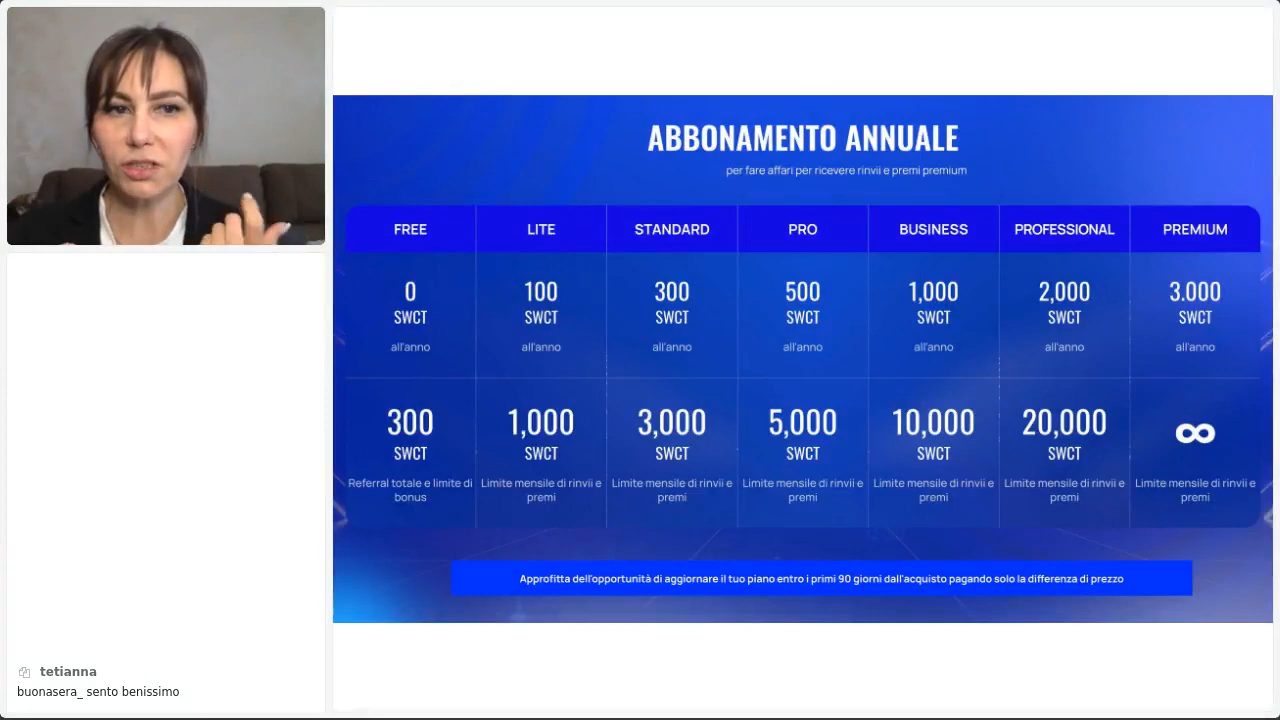 ABBONAMENTO ANNUALE
per fare affari per ricevere rinvii e premi premium
FREE LITE STANDARD PRO BUSINESS PROFESSIONAL PREMIUM
0 100 300 500 1,000 2,000 3.000
SWCT SWCT SWCT SWCT SWCT SWCT SWCT
all'anno all'anno all'anno all'anno all'anno all'anno all'anno
300 1,000 3,000 5,000 10,000 20,000 ∞
SWCT SWCT SWCT SWCT SWCT SWCT
Referral totale e limite di Limite mensile di rinvii e Limite mensile di rinvii e Limite mensile di rinvii e Limite mensile di rinvii e Limite mensile di rinvii e Limite mensile di rinvii e
bonus premi premi premi premi premi premi
Approfitta dell'opportunità di aggiornare il tuo piano entro i primi 90 giorni dall'acquisto pagando solo la differenza di prezzo
tetianna
buonasera_ sento benissimo